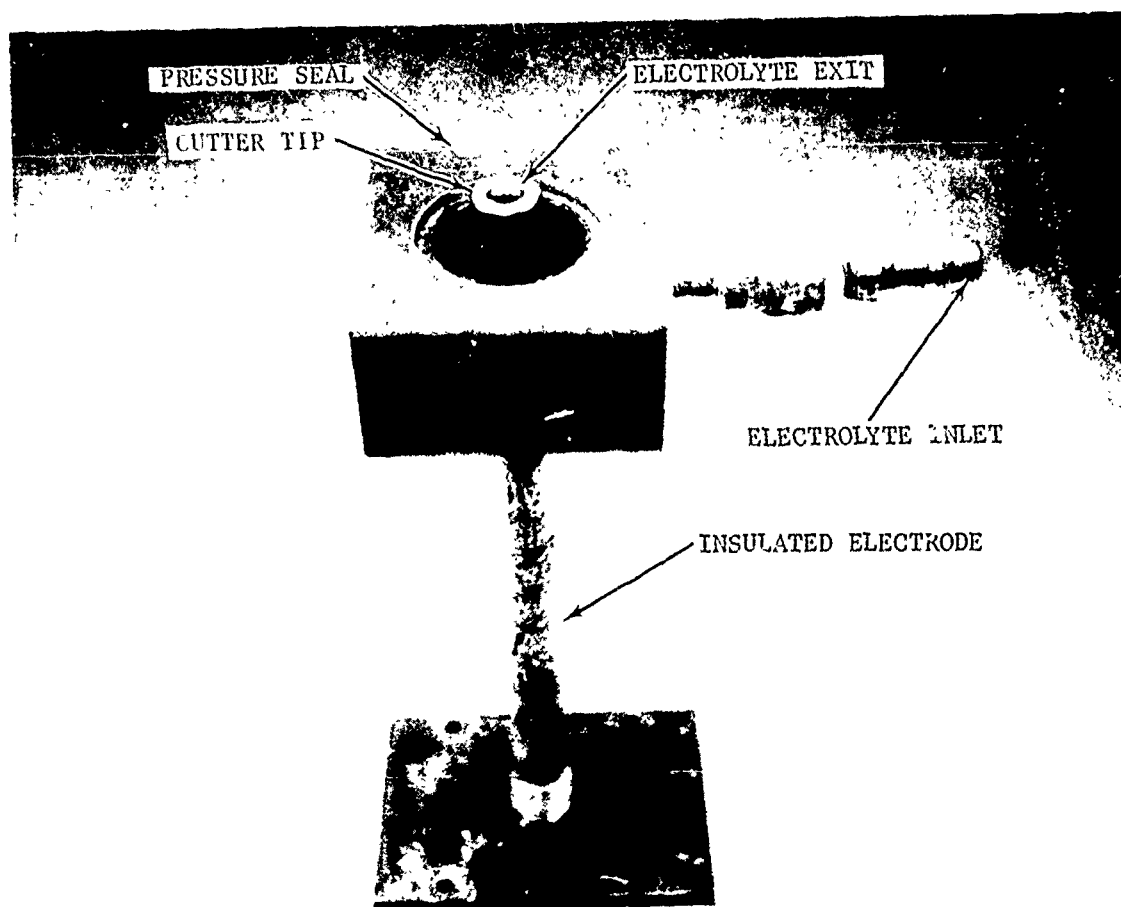 PRESSURE SEAL
ELECTROLYTE EXIT
CUTTER TIP
ELECTROLYTE INLET
INSULATED ELECTRODE